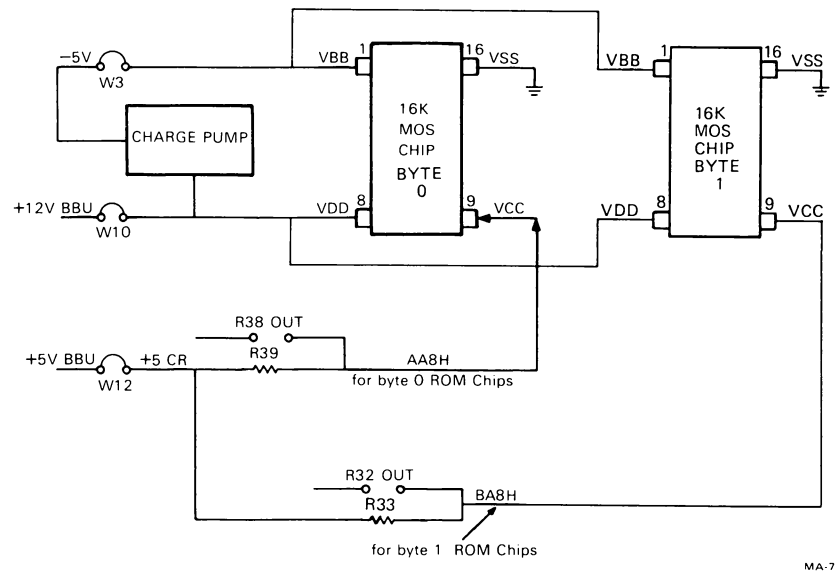 -5V
W3
VBB
1
16
VSS
VBB
1
16
VSS
CHARGE PUMP
16K
MOS
CHIP
BYTE
0
16K
MOS
CHIP
BYTE
1
+12V BBU
W10
VDD
8
9
VCC
VDD
8
9
VCC
R38 OUT
R39
+5V BBU
W12
+5 CR
AA8H
for byte 0 ROM Chips
R32 OUT
R33
BA8H
for byte 1 ROM Chips
MA-7